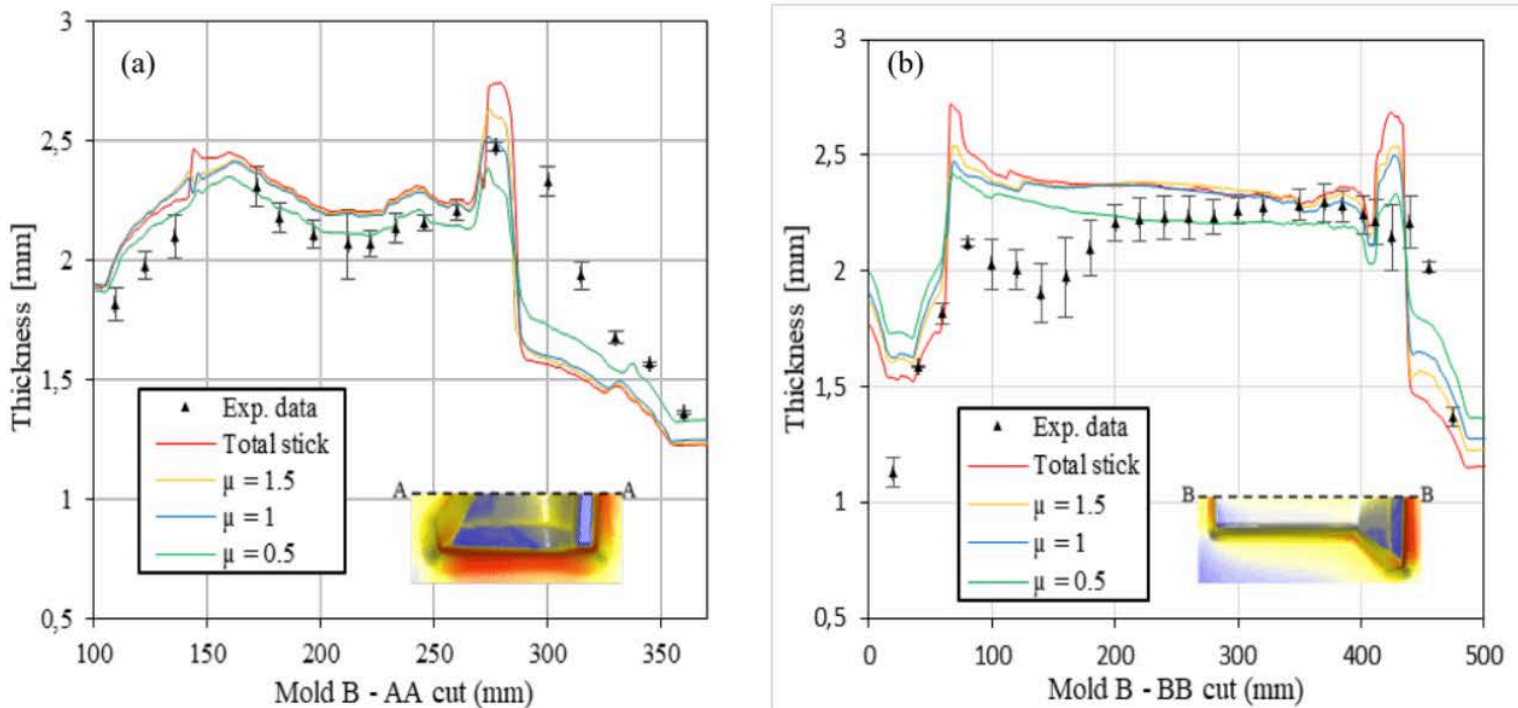 (a)
3
2,5
2
1,5
1
0,5
Thickness [mm]
Exp. data
Total stick
µ = 1.5
µ = 1
µ = 0.5
A A
100 150 200 250 300 350
Mold B - AA cut (mm)
(b)
3
2,5
2
1,5
1
0,5
Thickness [mm]
Exp. data
Total stick
µ = 1.5
µ = 1
µ = 0.5
B B
0 100 200 300 400 500
Mold B - BB cut (mm)